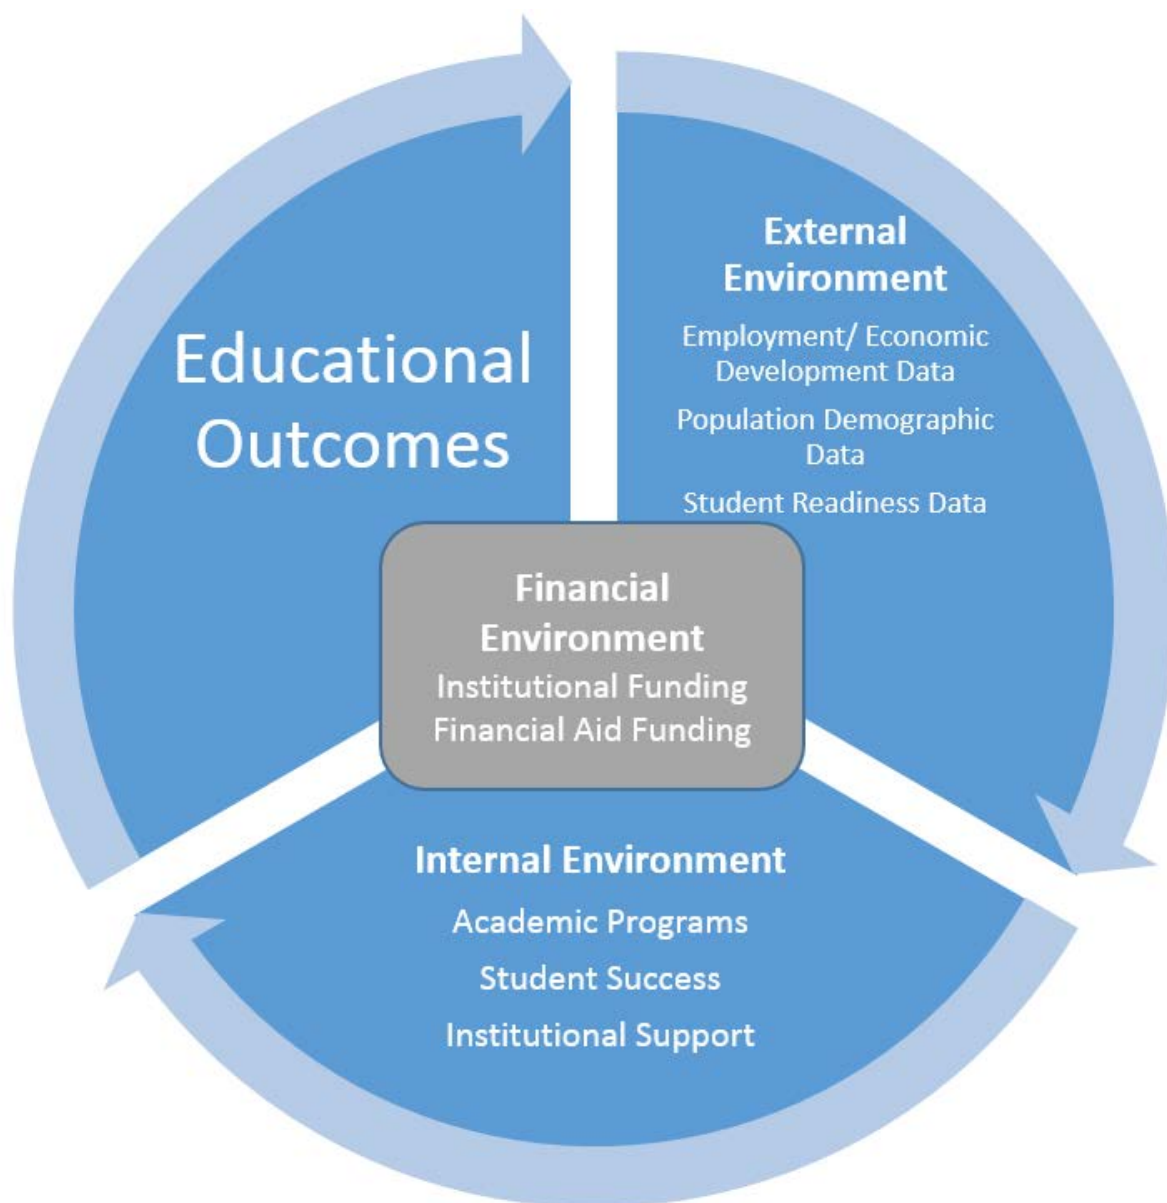 Educational
Outcomes
External
Environment
Employment/ Economic
Development Data
Population Demographic
Data
Student Readiness Data
Financial
Environment
Institutional Funding
Financial Aid Funding
Internal Environment
Academic Programs
Student Success
Institutional Support